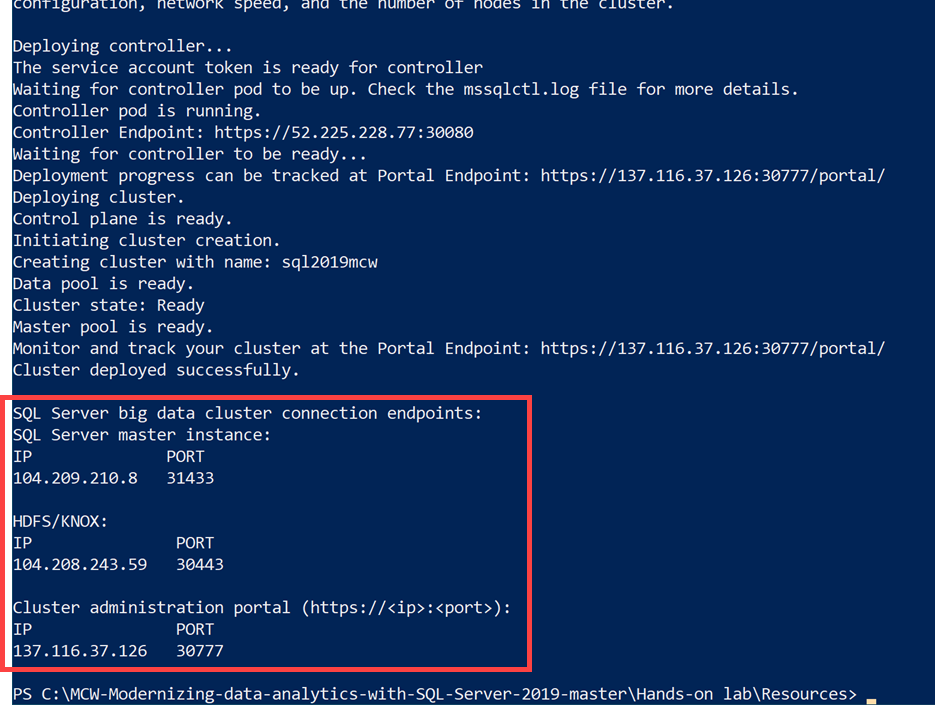 configuration, network speed, and the number of nodes in the cluster.
Deploying controller...
The service account token is ready for controller
Waiting for controller pod to be up. Check the mssqlctl.log file for more details.
Controller pod is running.
Controller Endpoint: https://52.225.228.77:30080
Waiting for controller to be ready...
Deployment progress can be tracked at Portal Endpoint: https://137.116.37.126:30777/portal/
Deploying cluster.
Control plane is ready.
Initiating cluster creation.
Creating cluster with name: sql2019mcw
Data pool is ready.
Cluster state: Ready
Master pool is ready.
Monitor and track your cluster at the Portal Endpoint: https://137.116.37.126:30777/portal/
Cluster deployed successfully.
SQL Server big data cluster connection endpoints:
SQL Server master instance:
IP PORT
104.209.210.8 31433
HDFS/KNOX:
IP PORT
104.208.243.59 30443
Cluster administration portal (https://<ip>:<port>):
IP PORT
137.116.37.126 30777
PS C:\MCW-Modernizing-data-analytics-with-SQL-Server-2019-master\Hands-on lab\Resources> _